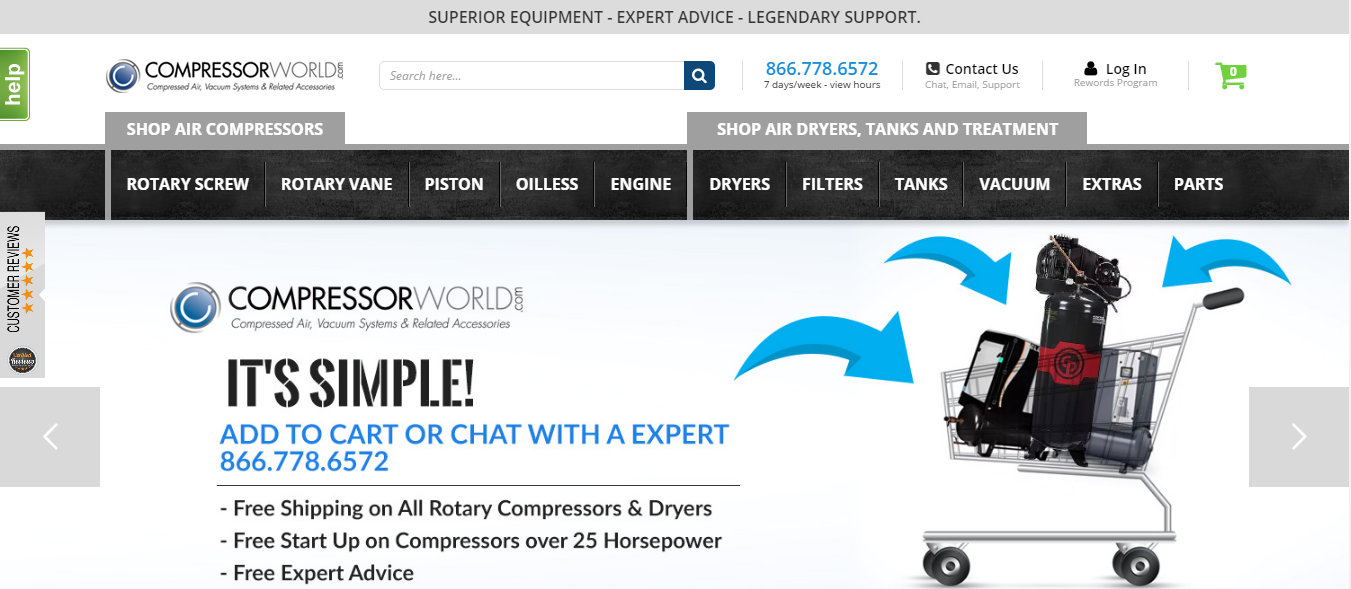 SUPERIOR EQUIPMENT - EXPERT ADVICE - LEGENDARY SUPPORT.
help
COMPRESSORWORLD.com
Compressed Air, Vacuum Systems & Related Accessories
Search here...
866.778.6572
7 days/week - view hours
Contact Us
Chat, Email, Support
Log In
Rewards Program
0
SHOP AIR COMPRESSORS
SHOP AIR DRYERS, TANKS AND TREATMENT
ROTARY SCREW
ROTARY VANE
PISTON
OILLESS
ENGINE
DRYERS
FILTERS
TANKS
VACUUM
EXTRAS
PARTS
CUSTOMER REVIEWS
COMPRESSORWORLD.com
Compressed Air, Vacuum Systems & Related Accessories
IT'S SIMPLE!
ADD TO CART OR CHAT WITH A EXPERT
866.778.6572
- Free Shipping on All Rotary Compressors & Dryers
- Free Start Up on Compressors over 25 Horsepower
- Free Expert Advice